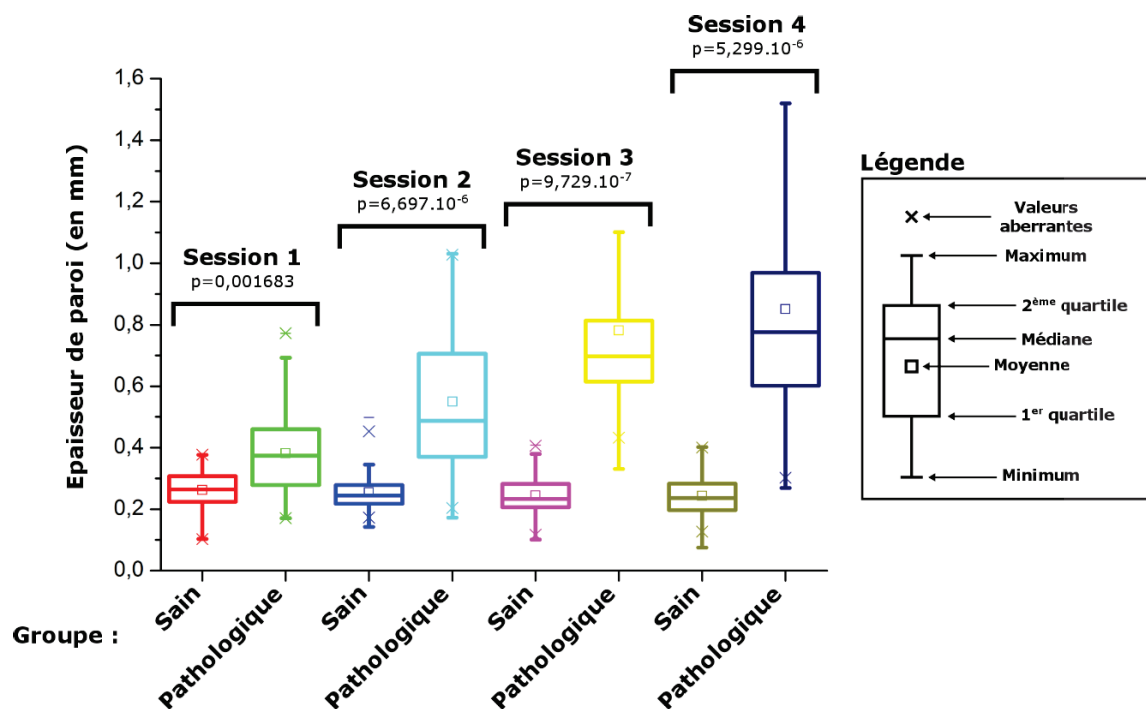 Session 4
p=5,299.10⁻⁶
Session 3
p=9,729.10⁻⁷
Session 2
p=6,697.10⁻⁶
Session 1
p=0,001683
Epaisseur de paroi (en mm)
1,6
1,4
1,2
1,0
0,8
0,6
0,4
0,2
0,0
Groupe :
Sain
Pathologique
Sain
Pathologique
Sain
Pathologique
Sain
Pathologique
Légende
Valeurs
aberrantes
Maximum
2ème quartile
Médiane
Moyenne
1er quartile
Minimum